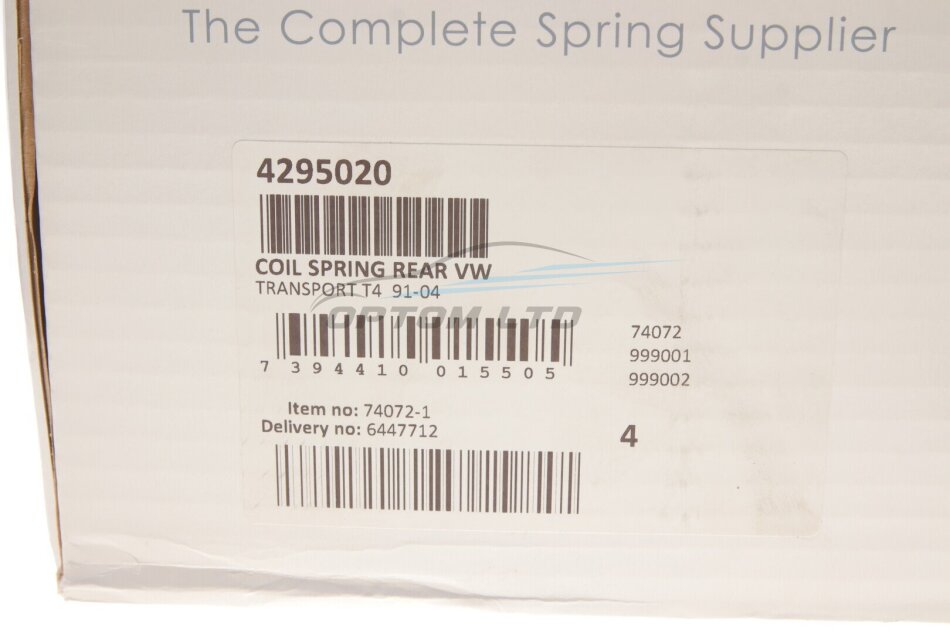 The Complete Spring Supplier
4295020
COIL SPRING REAR VW
TRANSPORT T4 91-04
OPTOM LTD
7 394410 015505
74072
999001
999002
Item no: 74072-1
Delivery no: 6447712
4